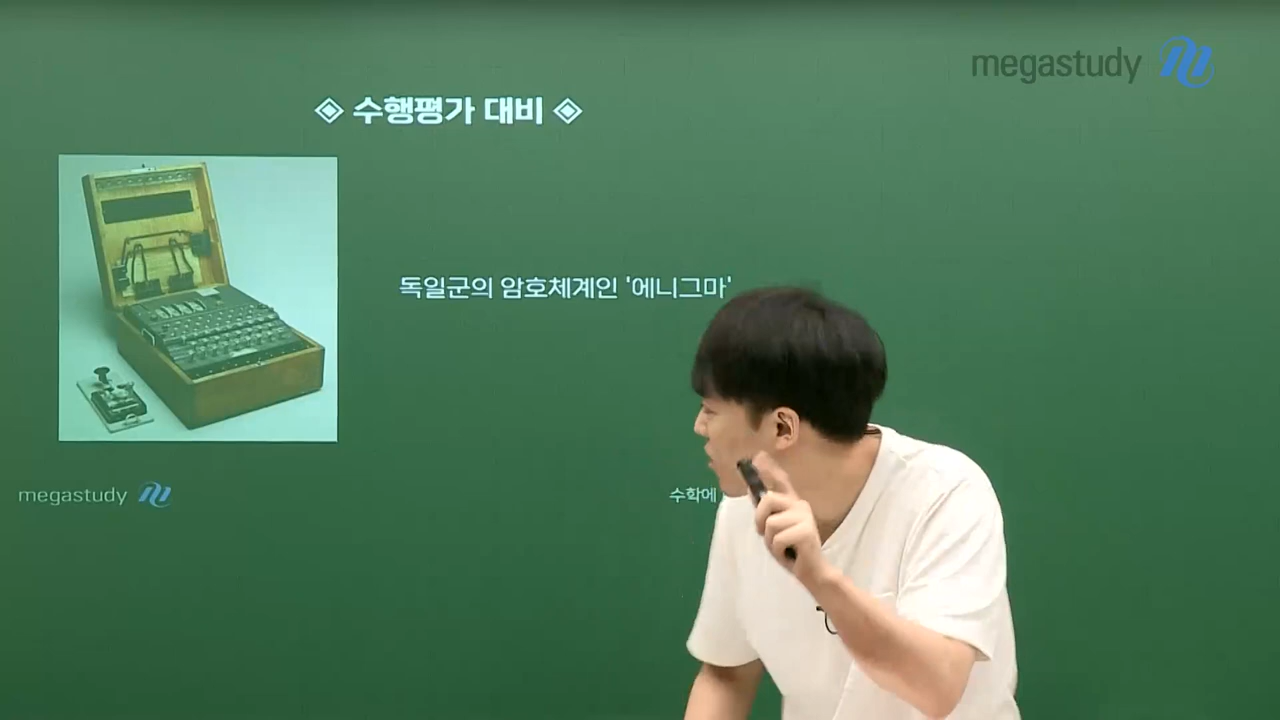 megastudy
◈ 수행평가 대비 ◈
독일군의 암호체계인 '에니그마'
megastudy
수학에